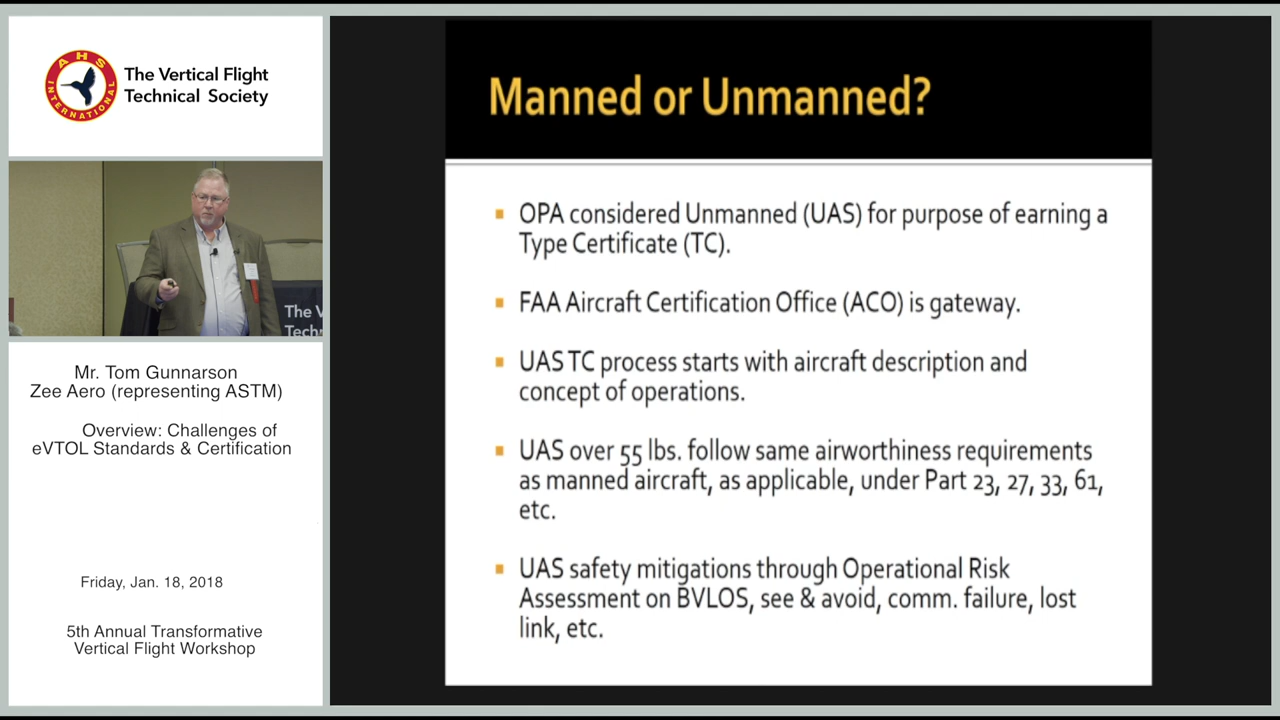 AHS
INTERNATIONAL
The Vertical Flight
Technical Society
The V
Techn
Mr. Tom Gunnarson
Zee Aero (representing ASTM)
Overview: Challenges of
eVTOL Standards & Certification
Friday, Jan. 18, 2018
5th Annual Transformative
Vertical Flight Workshop
Manned or Unmanned?
▪ OPA considered Unmanned (UAS) for purpose of earning a
Type Certificate (TC).
▪ FAA Aircraft Certification Office (ACO) is gateway.
▪ UAS TC process starts with aircraft description and
concept of operations.
▪ UAS over 55 lbs. follow same airworthiness requirements
as manned aircraft, as applicable, under Part 23, 27, 33, 61,
etc.
▪ UAS safety mitigations through Operational Risk
Assessment on BVLOS, see & avoid, comm. failure, lost
link, etc.